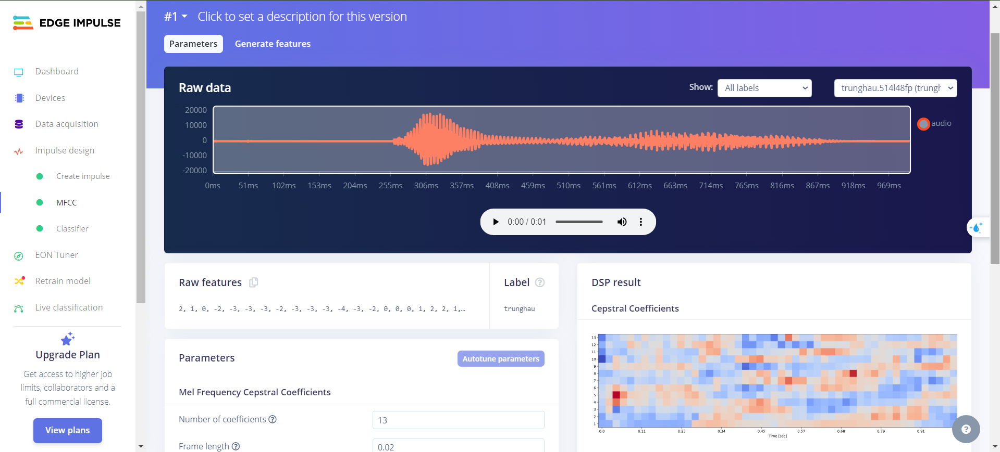 EDGE IMPULSE
Dashboard
Devices
Data acquisition
Impulse design
Create impulse
MFCC
Classifier
EON Tuner
Retrain model
Live classification
Upgrade Plan
Get access to higher job
limits, collaborators and a
full commercial license.
View plans
#1 Click to set a description for this version
Parameters Generate features
Raw data
Show: All labels trunghau.514l48fp (trungh
20000
10000
0
-10000
-20000
audio
0ms 51ms 102ms 153ms 204ms 255ms 306ms 357ms 408ms 459ms 510ms 561ms 612ms 663ms 714ms 765ms 816ms 867ms 918ms 969ms
0:00 / 0:01
Raw features
2, 1, 0, -2, -3, -3, -3, -2, -3, -3, -3, -4, -3, -2, 0, 0, 0, 1, 2, 2, 1,…
Label ?
trunghau
Parameters
Autotune parameters
Mel Frequency Cepstral Coefficients
Number of coefficients ? 13
Frame length ? 0.02
DSP result
Cepstral Coefficients
13
12
11
10
9
8
7
6
5
4
3
2
1
0.0 0.11 0.23 0.34 0.45 0.57 0.68 0.79 0.91
Time [sec]
?